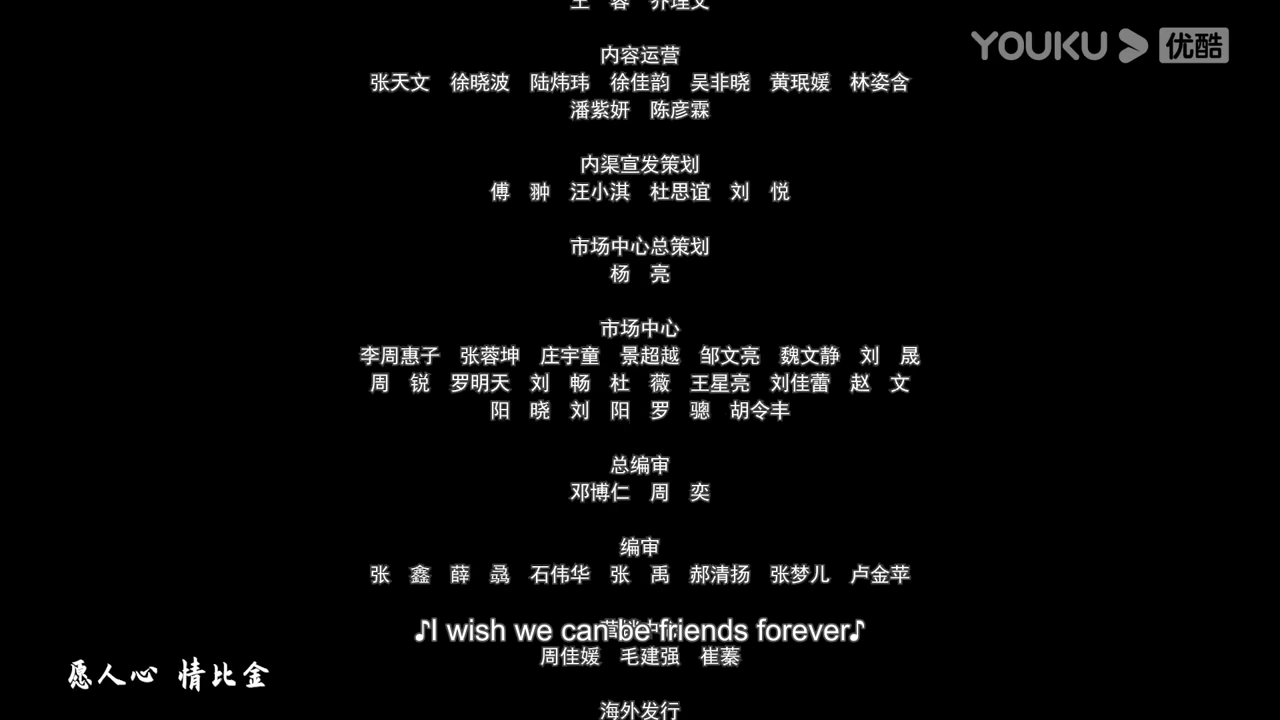 YOUKU 优酷
内容运营
张天文 徐晓波 陆炜玮 徐佳韵 吴非晓 黄珉媛 林姿含
潘紫妍 陈彦霖
内渠宣发策划
傅 翀 汪小淇 杜思谊 刘 悦
市场中心总策划
杨 亮
市场中心
李周惠子 张蓉坤 庄宇童 景超越 邹文亮 魏文静 刘 晟
周 锐 罗明天 刘 畅 杜 薇 王星亮 刘佳蕾 赵 文
阳 晓 刘 阳 罗 骢 胡令丰
总编审
邓博仁 周 奕
编审
张 鑫 薛 骉 石伟华 张 禹 郝清扬 张梦儿 卢金苹
♪I wish we can be friends forever♪
周佳媛 毛建强 崔蓁
愿人心 情比金
海外发行